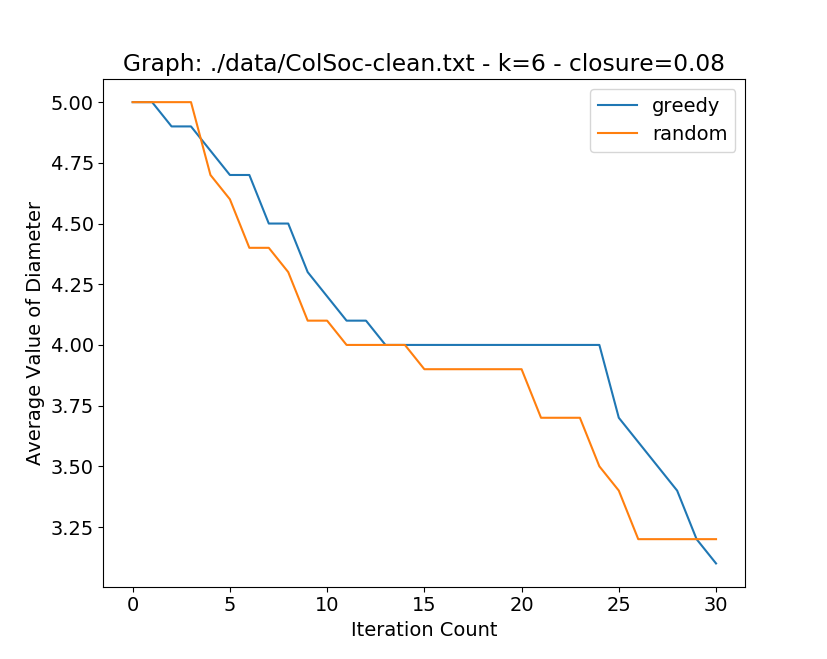 Graph: ./data/ColSoc-clean.txt - k=6 - closure=0.08
greedy
random
Average Value of Diameter
5.00
4.75
4.50
4.25
4.00
3.75
3.50
3.25
0 5 10 15 20 25 30
Iteration Count